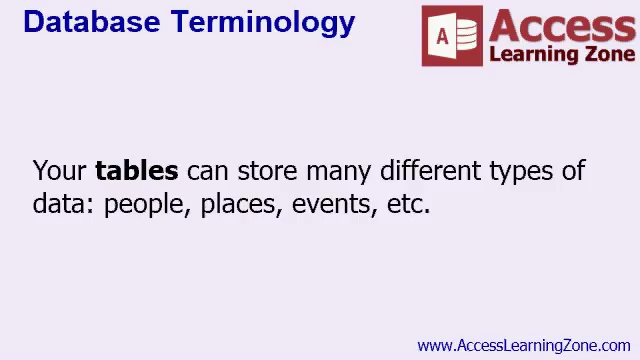 Database Terminology
A
Access
Learning Zone
Your tables can store many different types of
data: people, places, events, etc.
www.AccessLearningZone.com